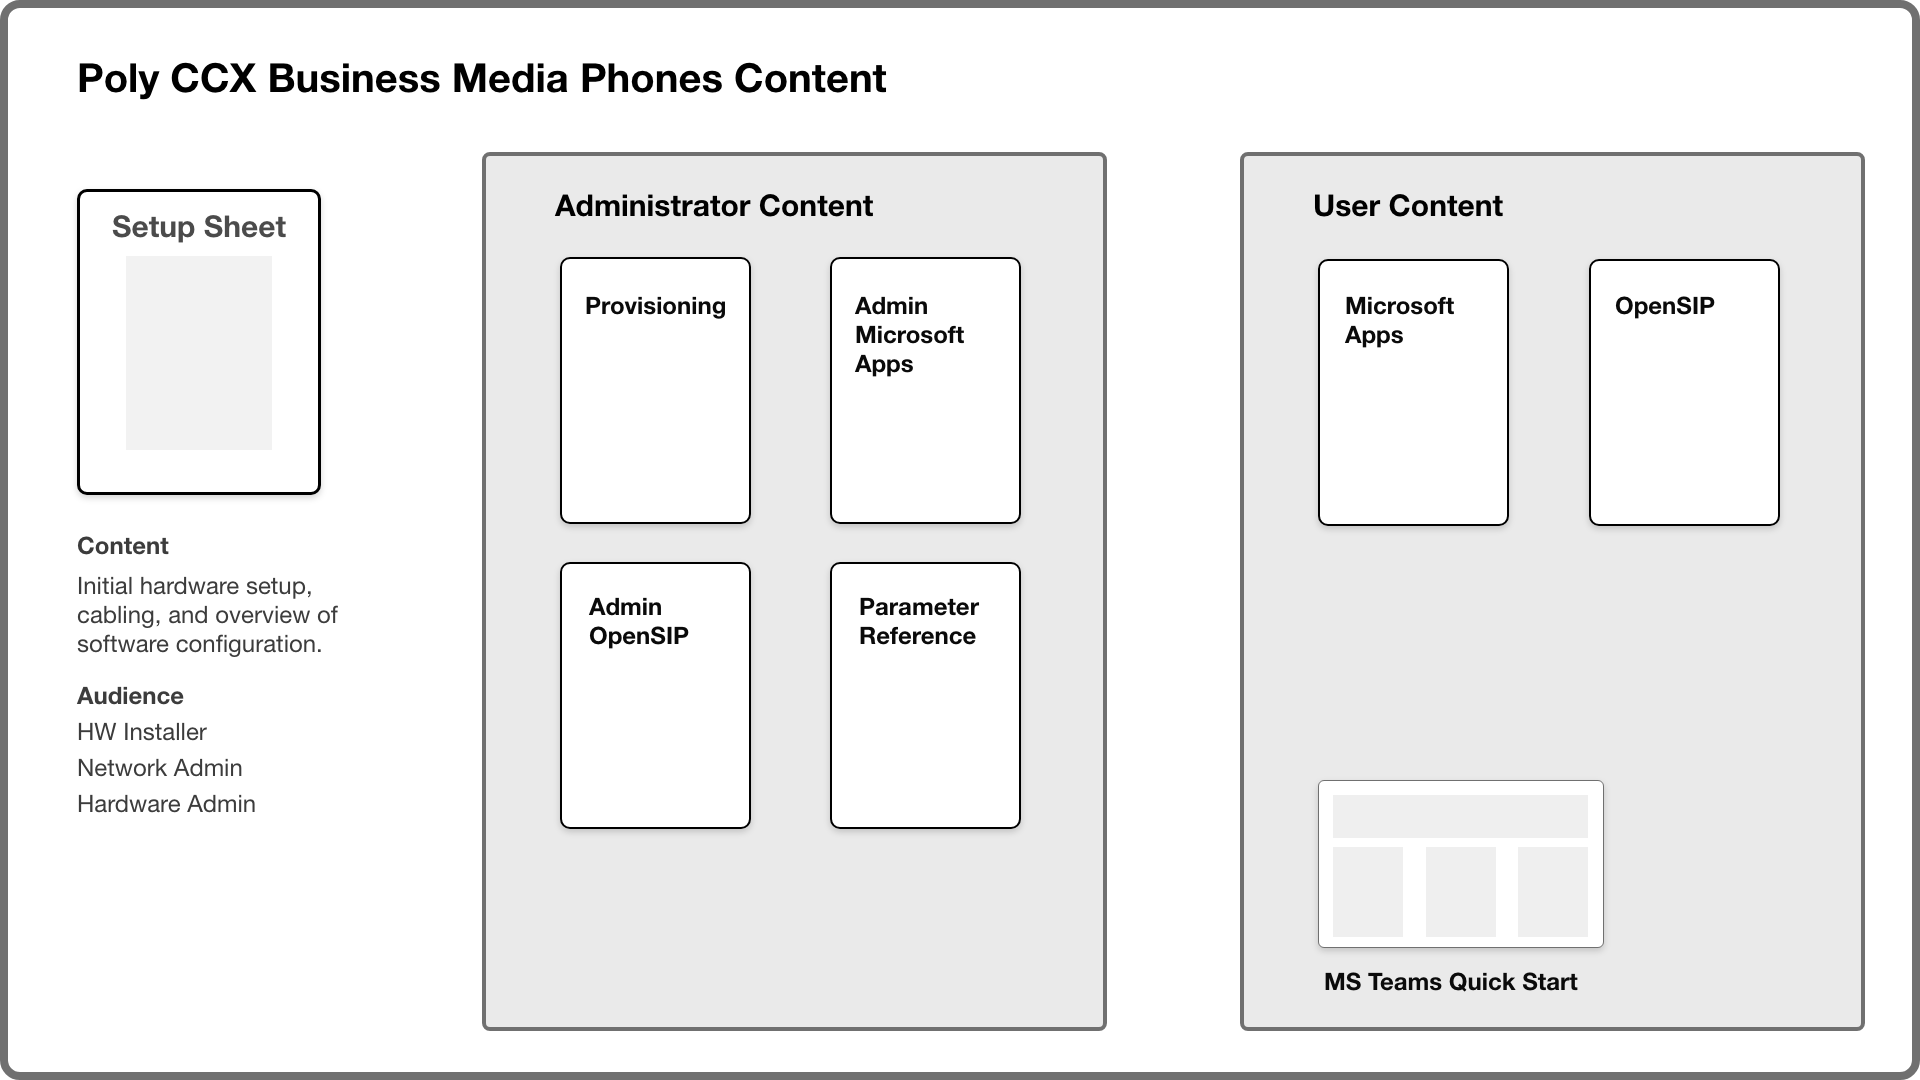 Poly CCX Business Media Phones Content
Setup Sheet
Content
Initial hardware setup,
cabling, and overview of
software configuration.
Audience
HW Installer
Network Admin
Hardware Admin
Administrator Content
Provisioning
Admin
Microsoft
Apps
Admin
OpenSIP
Parameter
Reference
User Content
Microsoft
Apps
OpenSIP
MS Teams Quick Start